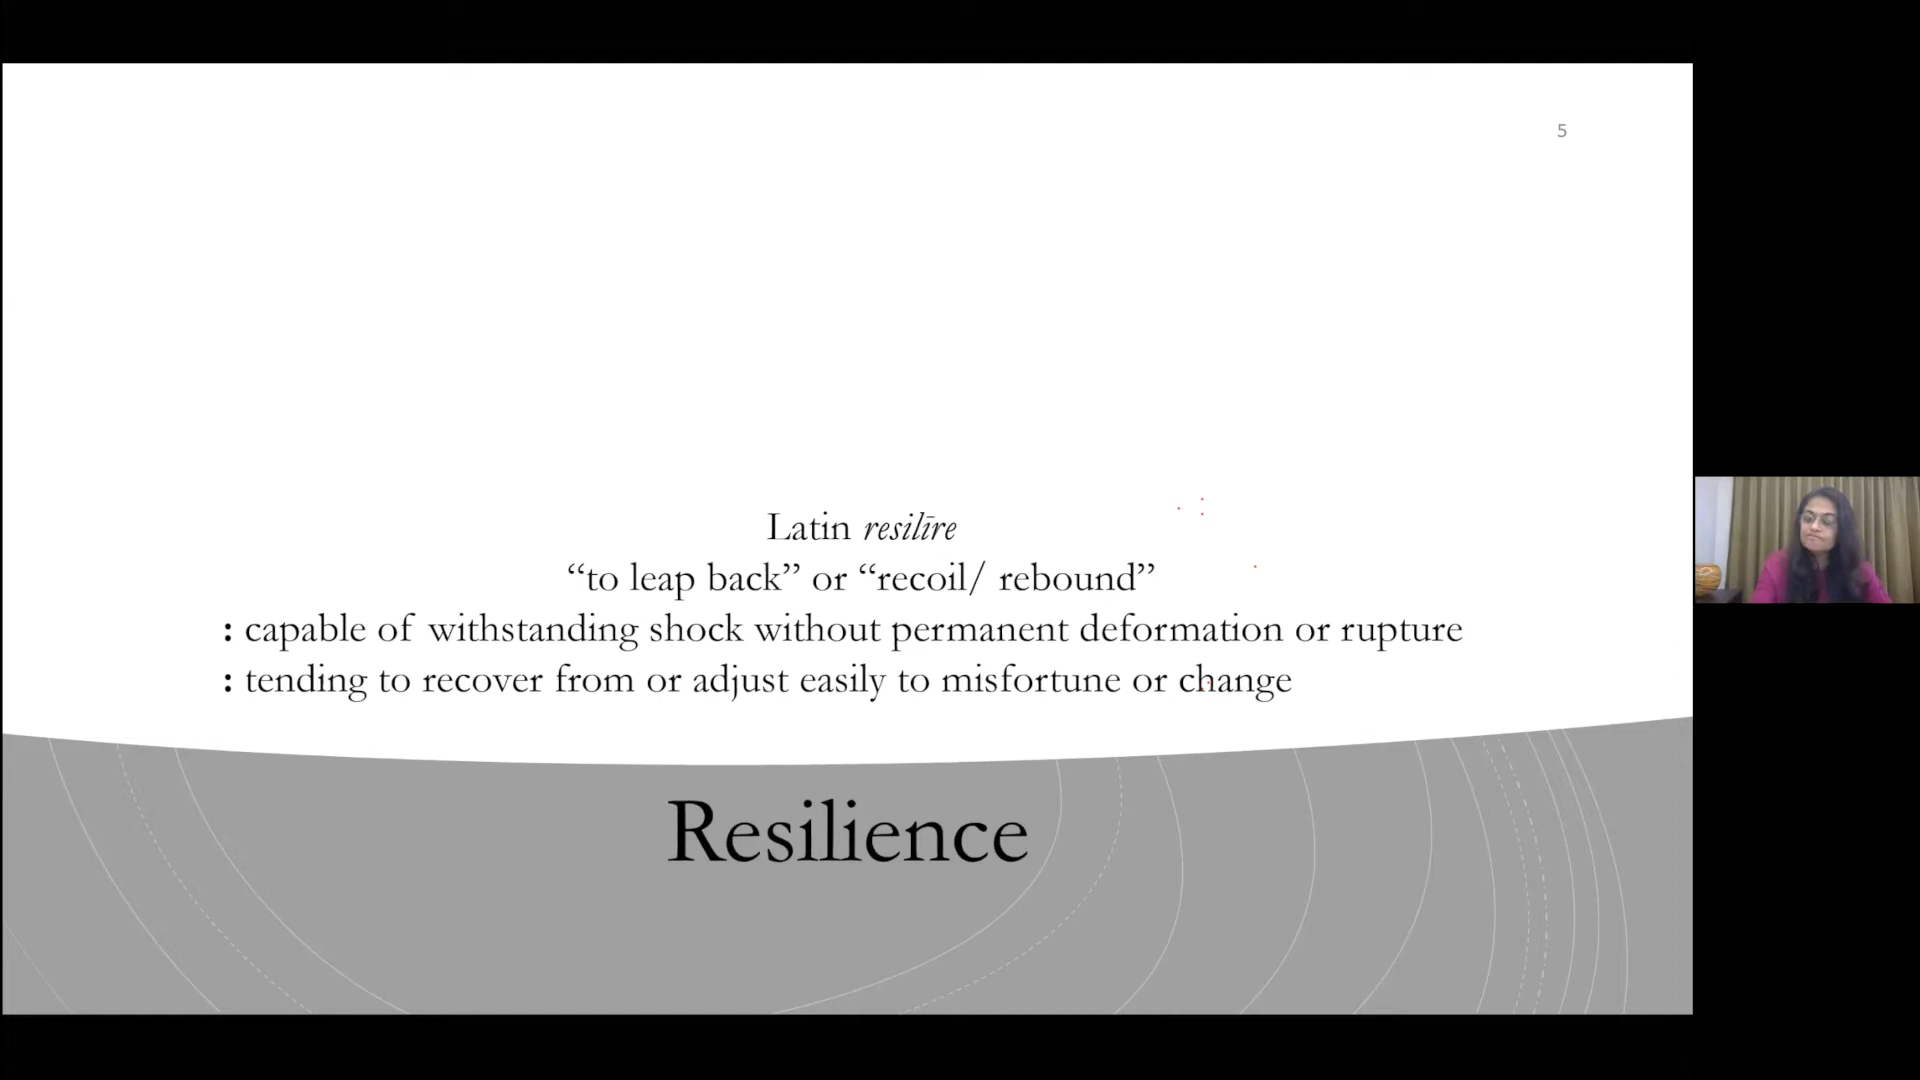 5
Latin resilīre
“to leap back” or “recoil/ rebound”
: capable of withstanding shock without permanent deformation or rupture
: tending to recover from or adjust easily to misfortune or change
Resilience